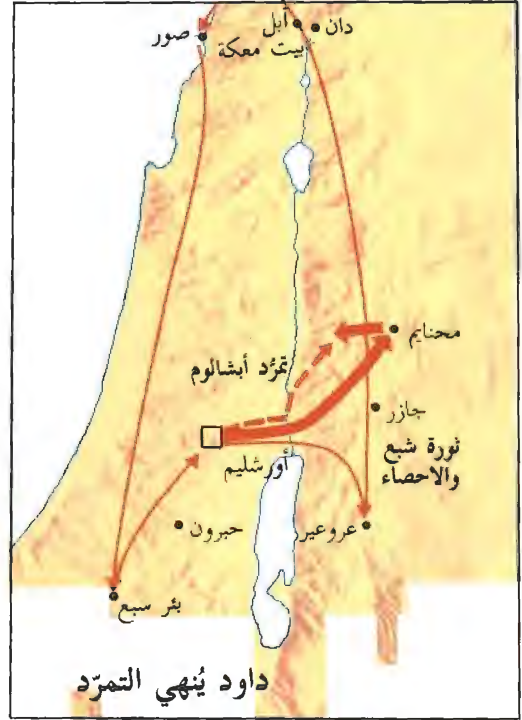 دان
آبل
بيت معكة
صور
محنايم
تمرُّد أبشالوم
جازر
ثورة شبع
والاحصاء
أورشليم
حبرون
عروعير
بئر سبع
داود يُنهي التمرّد